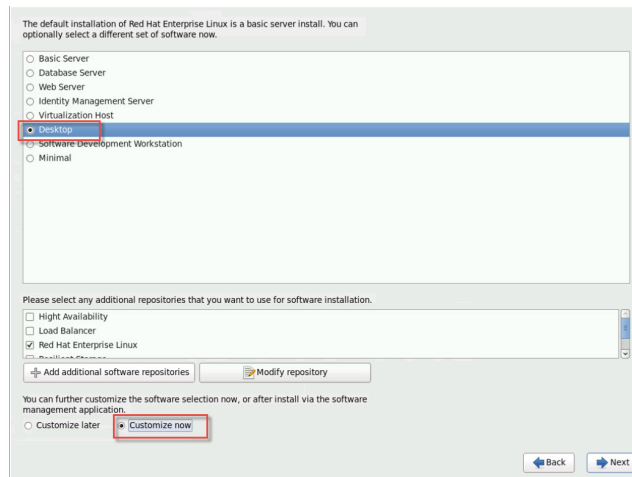 The default installation of Red Hat Enterprise Linux is a basic server install. You can
optionally select a different set of software now.
Basic Server
Database Server
Web Server
Identity Management Server
Virtualization Host
Desktop
Software Development Workstation
Minimal
Please select any additional repositories that you want to use for software installation.
Hight Availability
Load Balancer
Red Hat Enterprise Linux
Resilient Storage
Add additional software repositories
Modify repository
You can further customize the software selection now, or after install via the software
management application.
Customize later
Customize now
Back
Next